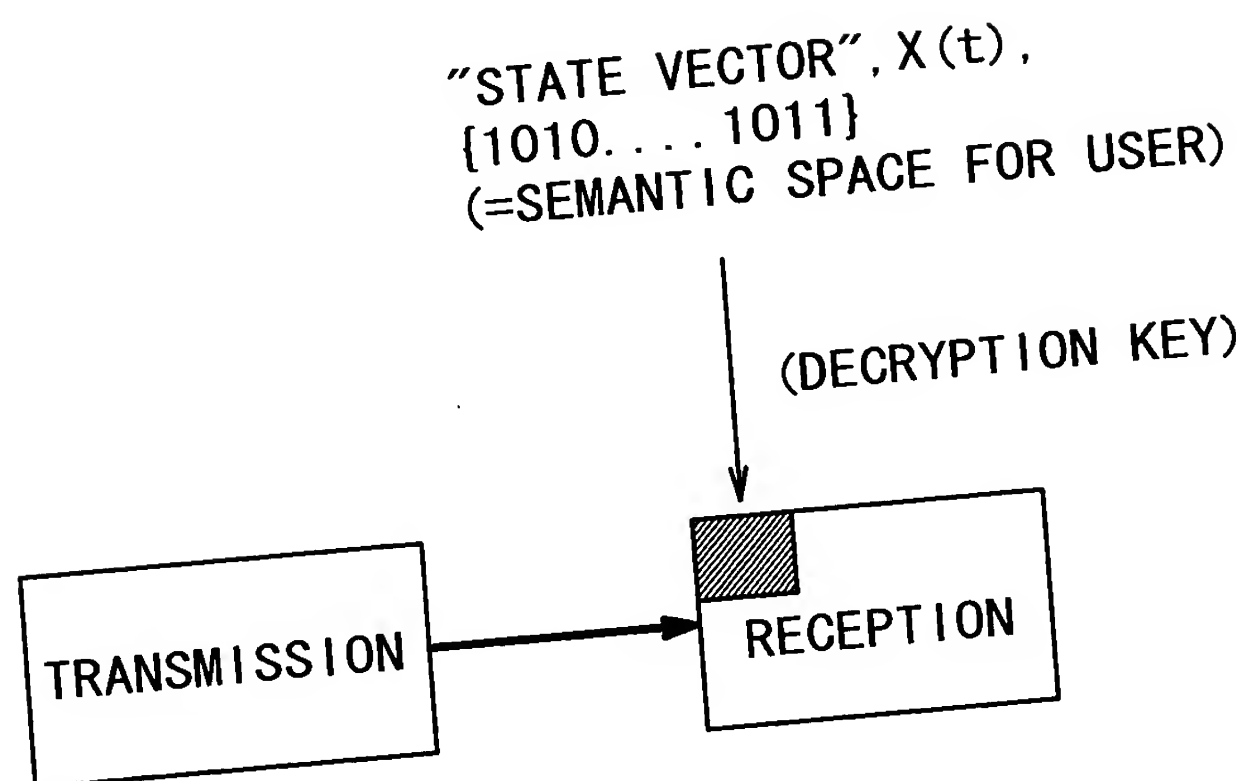 "STATE VECTOR", X(t),
{1010.... 1011}
(=SEMANTIC SPACE FOR USER)
(DECRYPTION KEY)
TRANSMISSION
RECEPTION